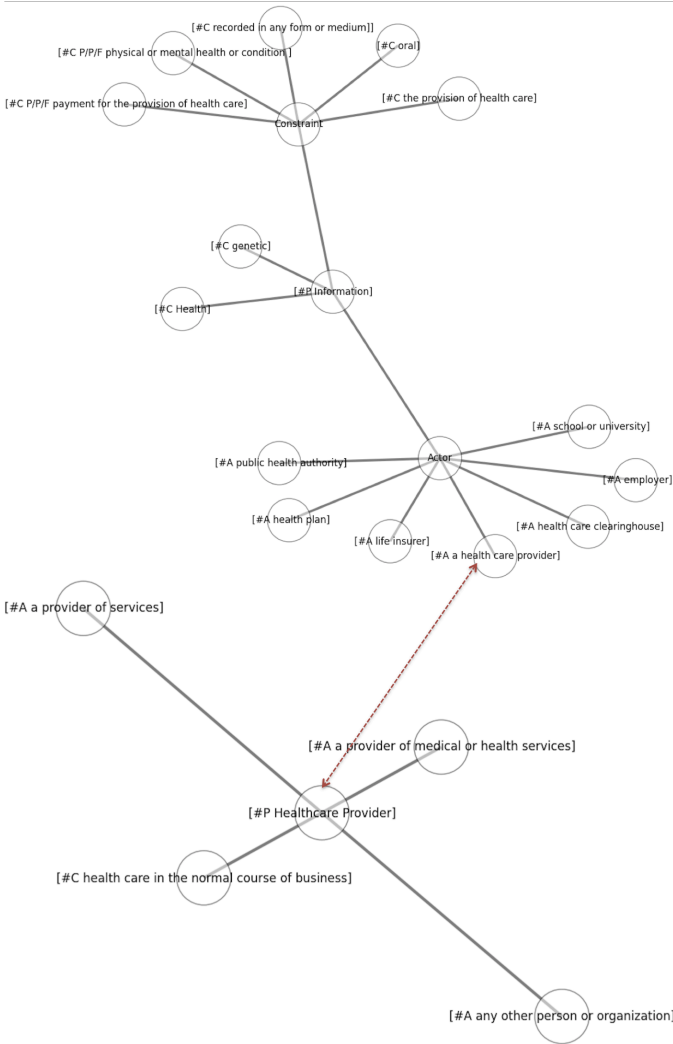 [#C recorded in any form or medium]]
[#C oral]
[#C P/P/F physical or mental health or condition ]
[#C the provision of health care]
[#C P/P/F payment for the provision of health care]
Constraint
[#C genetic]
[#P Information]
[#C Health]
[#A school or university]
Actor
[#A public health authority]
[#A employer]
[#A health plan]
[#A health care clearinghouse]
[#A life insurer]
[#A a health care provider]
[#A a provider of services]
[#A a provider of medical or health services]
[#P Healthcare Provider]
[#C health care in the normal course of business]
[#A any other person or organization]